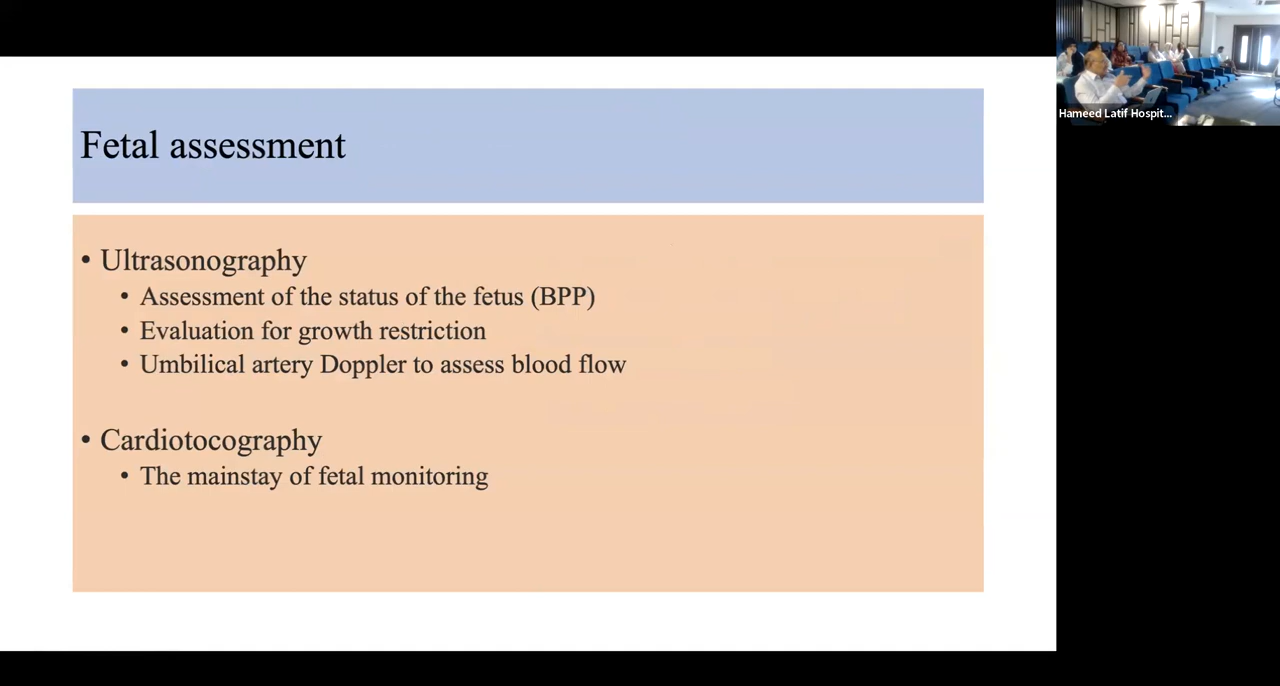 Fetal assessment
• Ultrasonography
• Assessment of the status of the fetus (BPP)
• Evaluation for growth restriction
• Umbilical artery Doppler to assess blood flow
• Cardiotocography
• The mainstay of fetal monitoring
Hameed Latif Hospit...